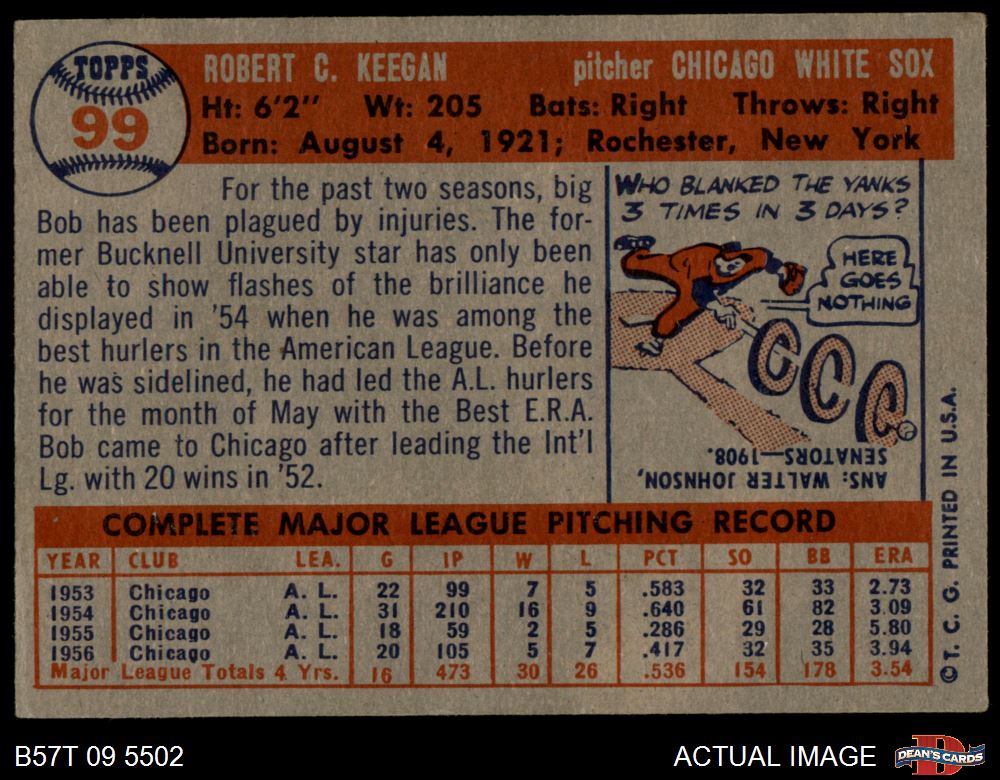 TOPPS
99
ROBERT C. KEEGAN pitcher CHICAGO WHITE SOX
Ht: 6'2" Wt: 205 Bats: Right Throws: Right
Born: August 4, 1921; Rochester, New York
For the past two seasons, big
Bob has been plagued by injuries. The for-
mer Bucknell University star has only been
able to show flashes of the brilliance he
displayed in '54 when he was among the
best hurlers in the American League. Before
he was sidelined, he had led the A.L. hurlers
for the month of May with the Best E.R.A.
Bob came to Chicago after leading the Int'l
Lg. with 20 wins in '52.
WHO BLANKED THE YANKS
3 TIMES IN 3 DAYS?
HERE
GOES
NOTHING
ANS: WALTER JOHNSON,
SENATORS—1908.
COMPLETE MAJOR LEAGUE PITCHING RECORD
YEAR CLUB LEA. G IP W L PCT SO BB ERA
1953 Chicago A. L. 22 99 7 5 .583 32 33 2.73
1954 Chicago A. L. 31 210 16 9 .640 61 82 3.09
1955 Chicago A. L. 18 59 2 5 .286 29 28 5.80
1956 Chicago A. L. 20 105 5 7 .417 32 35 3.94
Major League Totals 4 Yrs. 16 473 30 26 .536 154 178 3.54
©T. C. G. PRINTED IN U.S.A.
B57T 09 5502
ACTUAL IMAGE
DEAN'S CARDS